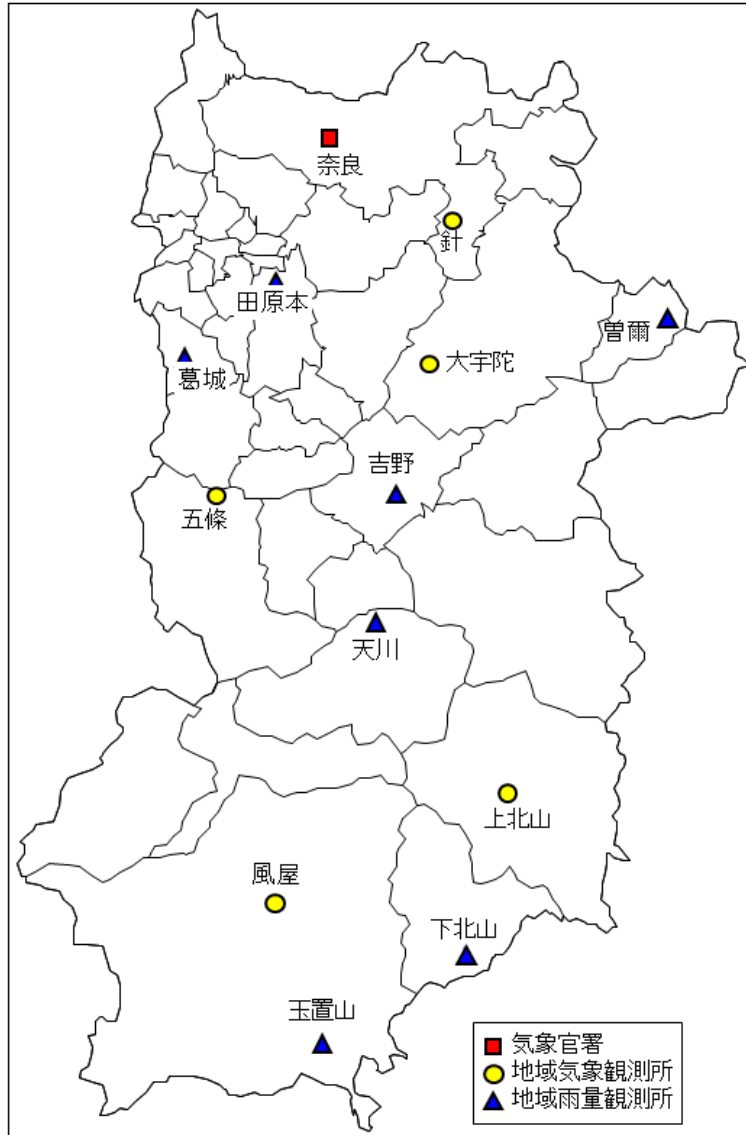 奈良
針
田原本
曽爾
葛城
大宇陀
吉野
五條
天川
上北山
風屋
下北山
玉置山
気象官署
地域気象観測所
地域雨量観測所